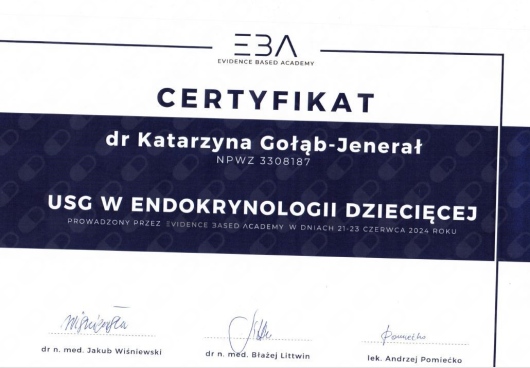 EBA
EVIDENCE BASED ACADEMY
CERTYFIKAT
dr Katarzyna Gołąb-Jenerał
NPWZ 3308187
USG W ENDOKRYNOLOGII DZIECIĘCEJ
PROWADZONY PRZEZ EVIDENCE BASED ACADEMY W DNIACH 21-23 CZERWCA 2024 ROKU
dr n. med. Jakub Wiśniewski
dr n. med. Błażej Littwin
lek. Andrzej Pomiećko